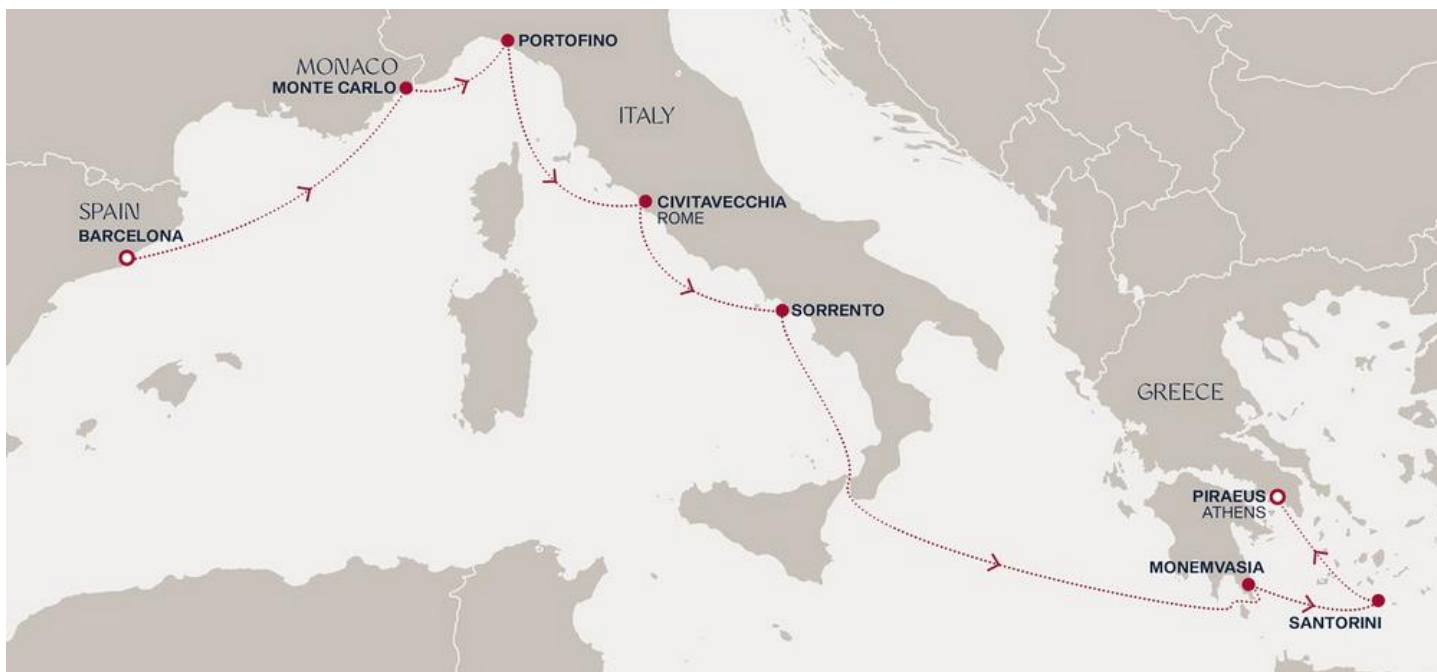 PORTOFINO
MONACO
MONTE CARLO
ITALY
CIVITAVECCHIA
ROME
SPAIN
BARCELONA
SORRENTO
GREECE
PIRAEUS
ATHENS
MONEMVASIA
SANTORINI